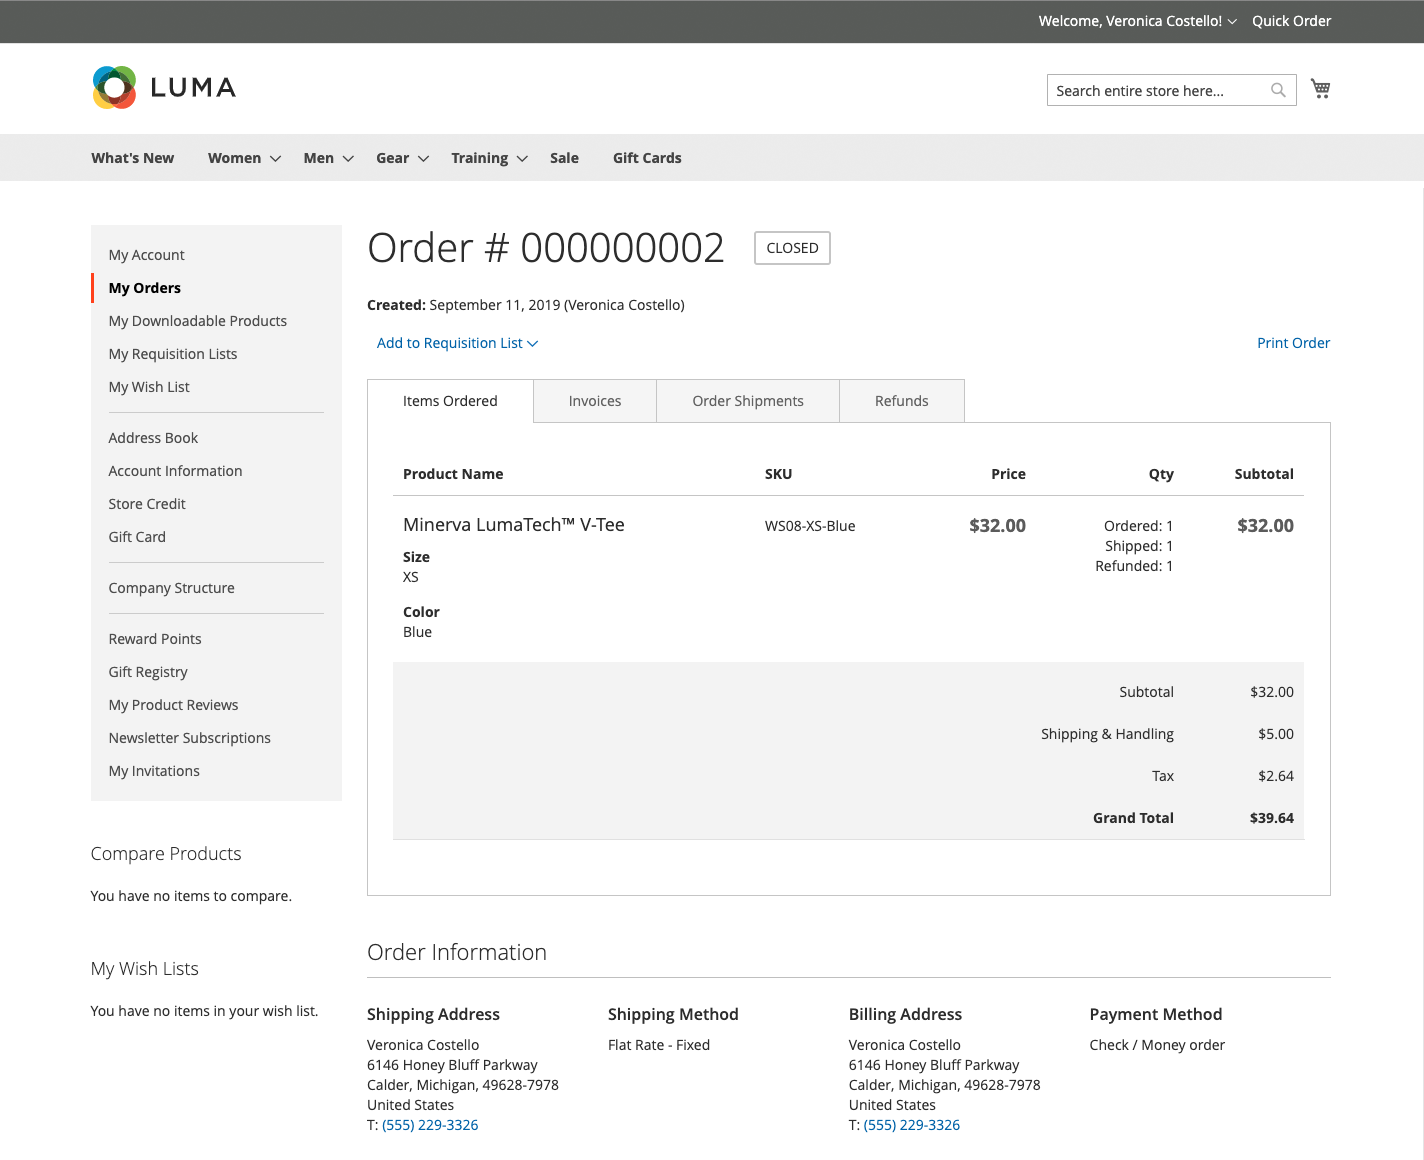 Welcome, Veronica Costello! Quick Order
LUMA
Search entire store here...
What's New Women Men Gear Training Sale Gift Cards
My Account
My Orders
My Downloadable Products
My Requisition Lists
My Wish List
Address Book
Account Information
Store Credit
Gift Card
Company Structure
Reward Points
Gift Registry
My Product Reviews
Newsletter Subscriptions
My Invitations
Compare Products
You have no items to compare.
My Wish Lists
You have no items in your wish list.
Order # 000000002 CLOSED
Created: September 11, 2019 (Veronica Costello)
Add to Requisition List Print Order
Items Ordered Invoices Order Shipments Refunds
Product Name SKU Price Qty Subtotal
Minerva LumaTech™ V-Tee WS08-XS-Blue $32.00 Ordered: 1 $32.00
Shipped: 1
Refunded: 1
Size
XS
Color
Blue
Subtotal $32.00
Shipping & Handling $5.00
Tax $2.64
Grand Total $39.64
Order Information
Shipping Address
Veronica Costello
6146 Honey Bluff Parkway
Calder, Michigan, 49628-7978
United States
T: (555) 229-3326
Shipping Method
Flat Rate - Fixed
Billing Address
Veronica Costello
6146 Honey Bluff Parkway
Calder, Michigan, 49628-7978
United States
T: (555) 229-3326
Payment Method
Check / Money order